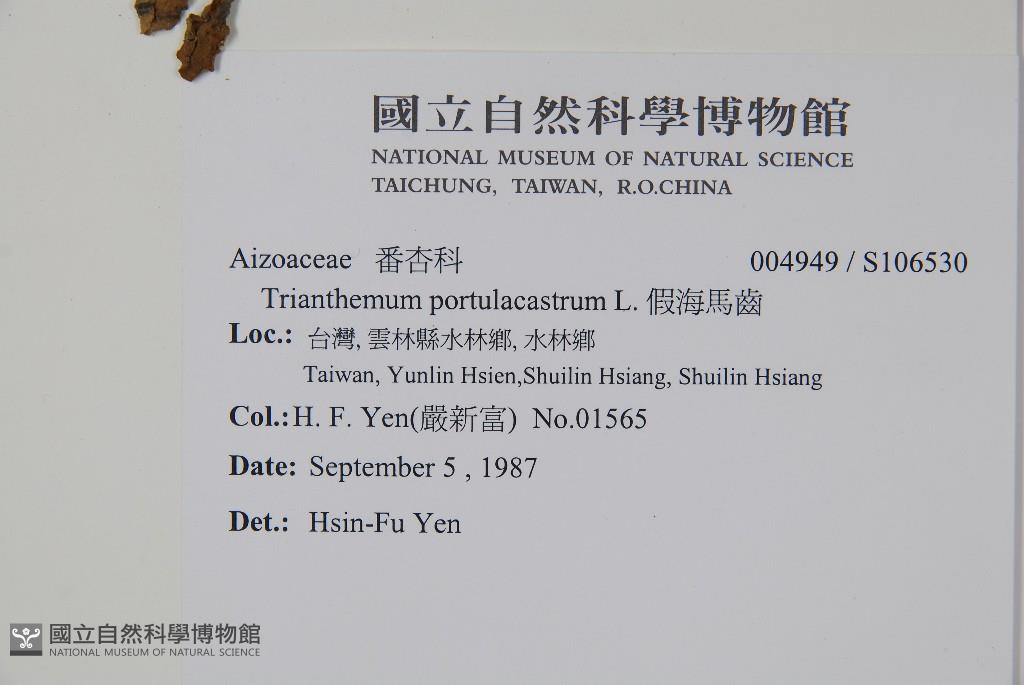 國立自然科學博物館
NATIONAL MUSEUM OF NATURAL SCIENCE
TAICHUNG, TAIWAN, R.O.CHINA
Aizoaceae 番杏科 004949 / S106530
Trianthemum portulacastrum L. 假海馬齒
Loc.: 台灣, 雲林縣水林鄉, 水林鄉
Taiwan, Yunlin Hsien,Shuilin Hsiang, Shuilin Hsiang
Col.:H. F. Yen(嚴新富) No.01565
Date: September 5 , 1987
Det.: Hsin-Fu Yen
國立自然科學博物館
NATIONAL MUSEUM OF NATURAL SCIENCE